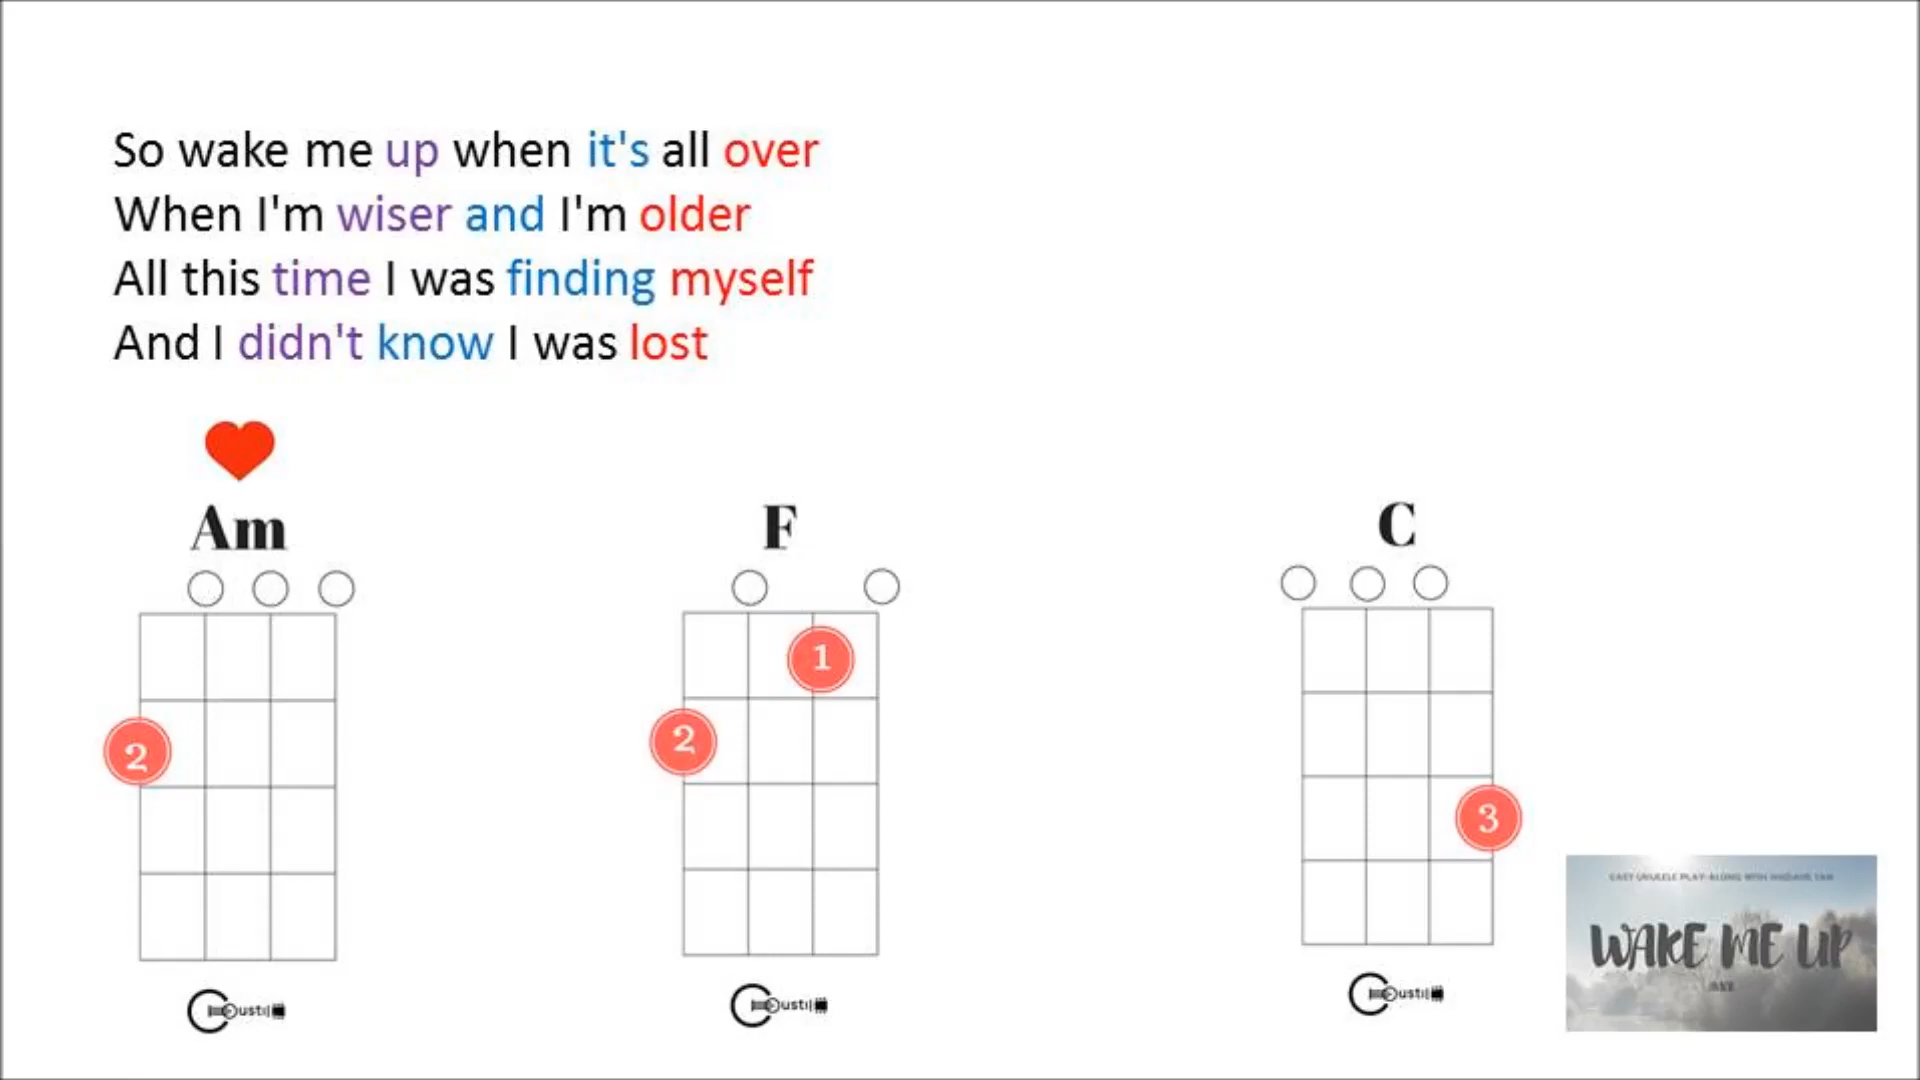 So wake me up when it's all over
When I'm wiser and I'm older
All this time I was finding myself
And I didn't know I was lost
Am
F
C
2
1
2
3
WAKE ME UP